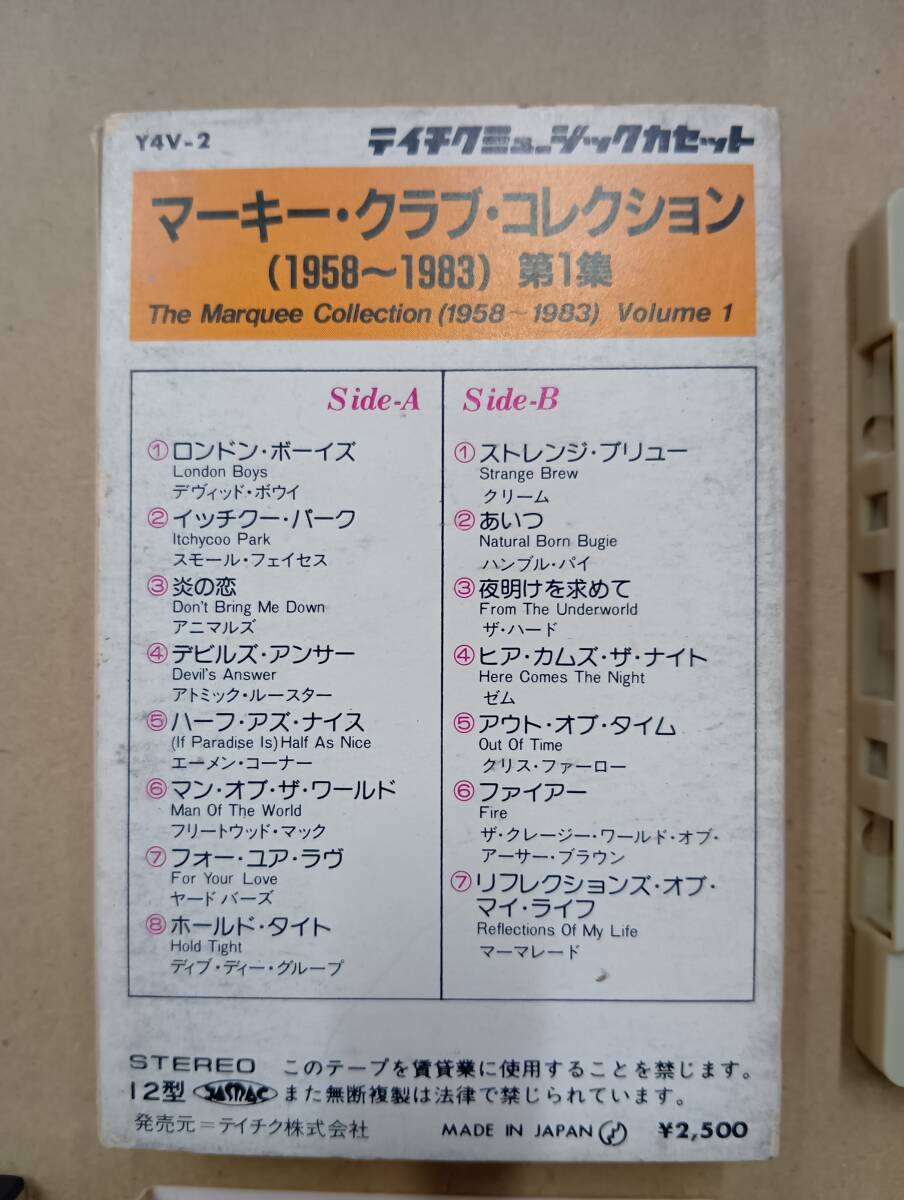 Y4V-2
テイチクミュージックカセット
マーキー・クラブ・コレクション
(1958〜1983) 第1集
The Marquee Collection (1958〜1983) Volume 1
Side-A
①ロンドン・ボーイズ
London Boys
デヴィッド・ボウイ
②イッチクー・パーク
Itchycoo Park
スモール・フェイセス
③炎の恋
Don't Bring Me Down
アニマルズ
④デビルズ・アンサー
Devil's Answer
アトミック・ルースター
⑤ハーフ・アズ・ナイス
(If Paradise Is) Half As Nice
エーメン・コーナー
⑥マン・オブ・ザ・ワールド
Man Of The World
フリートウッド・マック
⑦フォー・ユア・ラヴ
For Your Love
ヤードバーズ
⑧ホールド・タイト
Hold Tight
ディブ・ディー・グループ
Side-B
①ストレンジ・ブリュー
Strange Brew
クリーム
②あいつ
Natural Born Bugie
ハンブル・パイ
③夜明けを求めて
From The Underworld
ザ・ハード
④ヒア・カムズ・ザ・ナイト
Here Comes The Night
ゼム
⑤アウト・オブ・タイム
Out Of Time
クリス・ファーロー
⑥ファイアー
Fire
ザ・クレージー・ワールド・オブ・
アーサー・ブラウン
⑦リフレクションズ・オブ・
マイ・ライフ
Reflections Of My Life
マーマレード
STEREO このテープを賃貸業に使用することを禁じます。
12型 JASRAC また無断複製は法律で禁じられています。
発売元=テイチク株式会社 MADE IN JAPAN ¥2,500